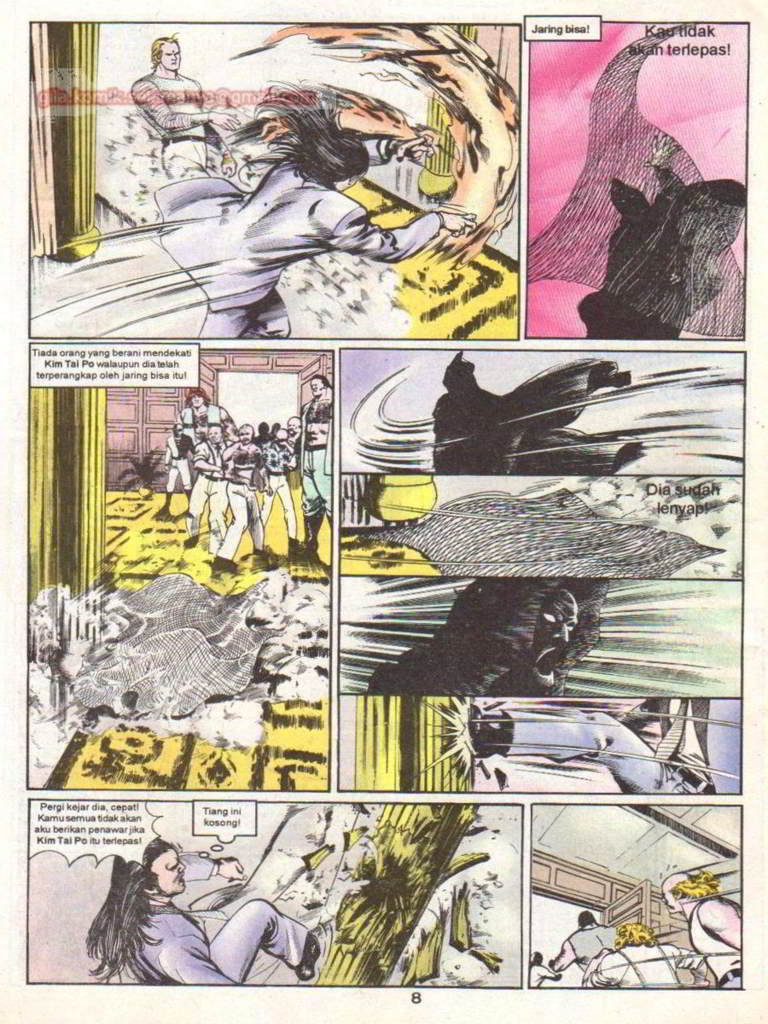 Jaring bisa!
Kau tidak
akan terlepas!
Tiada orang yang berani mendekati
Kim Tai Po walaupun dia telah
terperangkap oleh jaring bisa itu!
Dia sudah
lenyap!
Pergi kejar dia, cepat!
Kamu semua tidak akan
aku berikan penawar jika
Kim Tai Po itu terlepas!
Tiang ini
kosong!
8